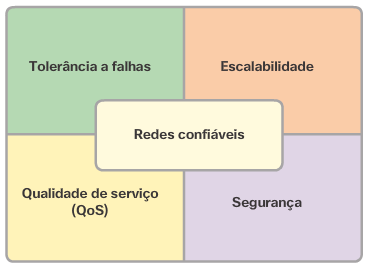 Tolerância a falhas
Escalabilidade
Redes confiáveis
Qualidade de serviço
(QoS)
Segurança